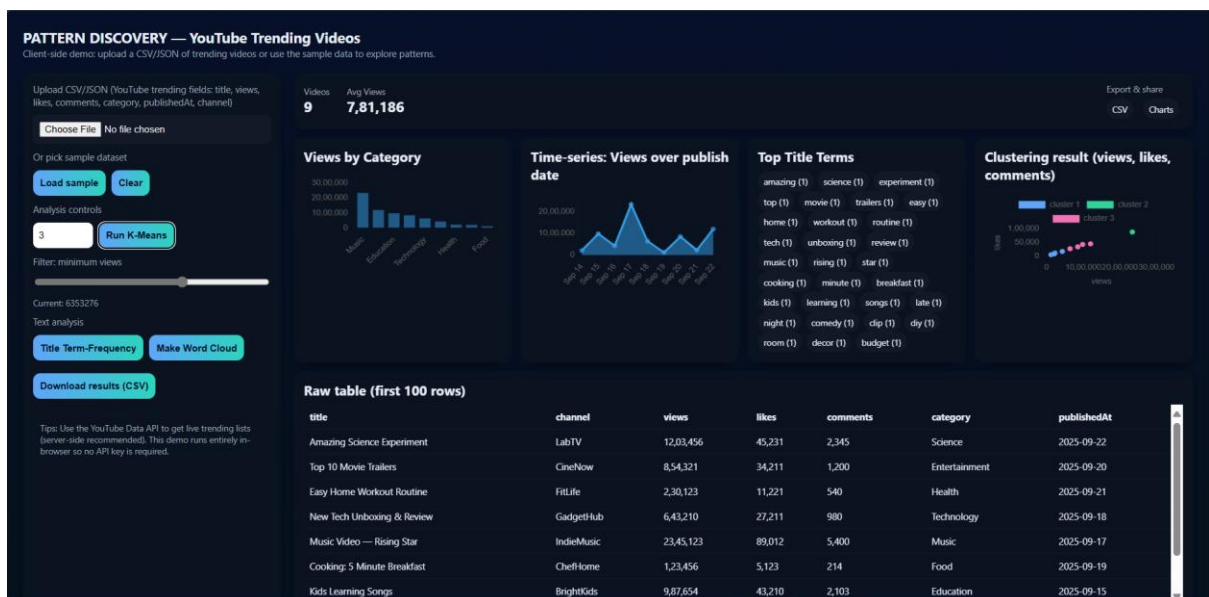 PATTERN DISCOVERY — YouTube Trending Videos
Client-side demo: upload a CSV/JSON of trending videos or use the sample data to explore patterns.
Upload CSV/JSON (YouTube trending fields: title, views,
likes, comments, category, publishedAt, channel)
Choose File No file chosen
Or pick sample dataset
Load sample Clear
Analysis controls
3 Run K-Means
Filter: minimum views
Current: 6353276
Text analysis
Title Term-Frequency Make Word Cloud
Download results (CSV)
Tips: Use the YouTube Data API to get live trending lists
(server-side recommended). This demo runs entirely in-
browser so no API key is required.
Videos Avg Views
9 7,81,186
Export & share
CSV Charts
Views by Category
30,00,000
20,00,000
10,00,000
0
Music Education Technology Health Food
Time-series: Views over publish
date
20,00,000
10,00,000
0
Sep 14 Sep 15 Sep 16 Sep 17 Sep 18 Sep 19 Sep 20 Sep 21 Sep 22
Top Title Terms
amazing (1) science (1) experiment (1)
top (1) movie (1) trailers (1) easy (1)
home (1) workout (1) routine (1)
tech (1) unboxing (1) review (1)
music (1) rising (1) star (1)
cooking (1) minute (1) breakfast (1)
kids (1) learning (1) songs (1) late (1)
night (1) comedy (1) clip (1) diy (1)
room (1) decor (1) budget (1)
Clustering result (views, likes,
comments)
cluster 1 cluster 2
cluster 3
1,00,000
50,000
0
likes
0 10,00,000 20,00,000 30,00,000
views
Raw table (first 100 rows)
title channel views likes comments category publishedAt
Amazing Science Experiment LabTV 12,03,456 45,231 2,345 Science 2025-09-22
Top 10 Movie Trailers CineNow 8,54,321 34,211 1,200 Entertainment 2025-09-20
Easy Home Workout Routine FitLife 2,30,123 11,221 540 Health 2025-09-21
New Tech Unboxing & Review GadgetHub 6,43,210 27,211 980 Technology 2025-09-18
Music Video — Rising Star IndieMusic 23,45,123 89,012 5,400 Music 2025-09-17
Cooking: 5 Minute Breakfast ChefHome 1,23,456 5,123 214 Food 2025-09-19
Kids Learning Songs BrightKids 9,87,654 43,210 2,103 Education 2025-09-15